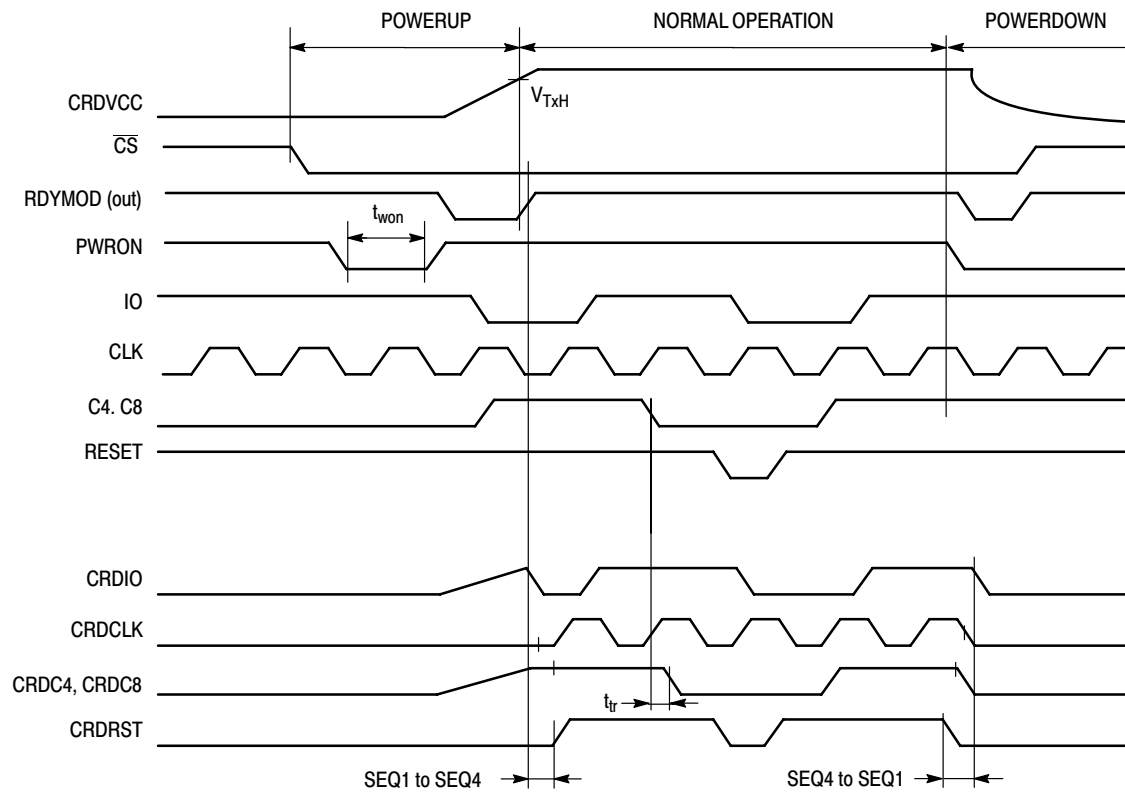 POWERUP NORMAL OPERATION POWERDOWN
CRDVCC
VTxH
CS
RDYMOD (out)
twon
PWRON
IO
CLK
C4. C8
RESET
CRDIO
CRDCLK
CRDC4, CRDC8
ttr
CRDRST
SEQ1 to SEQ4 SEQ4 to SEQ1